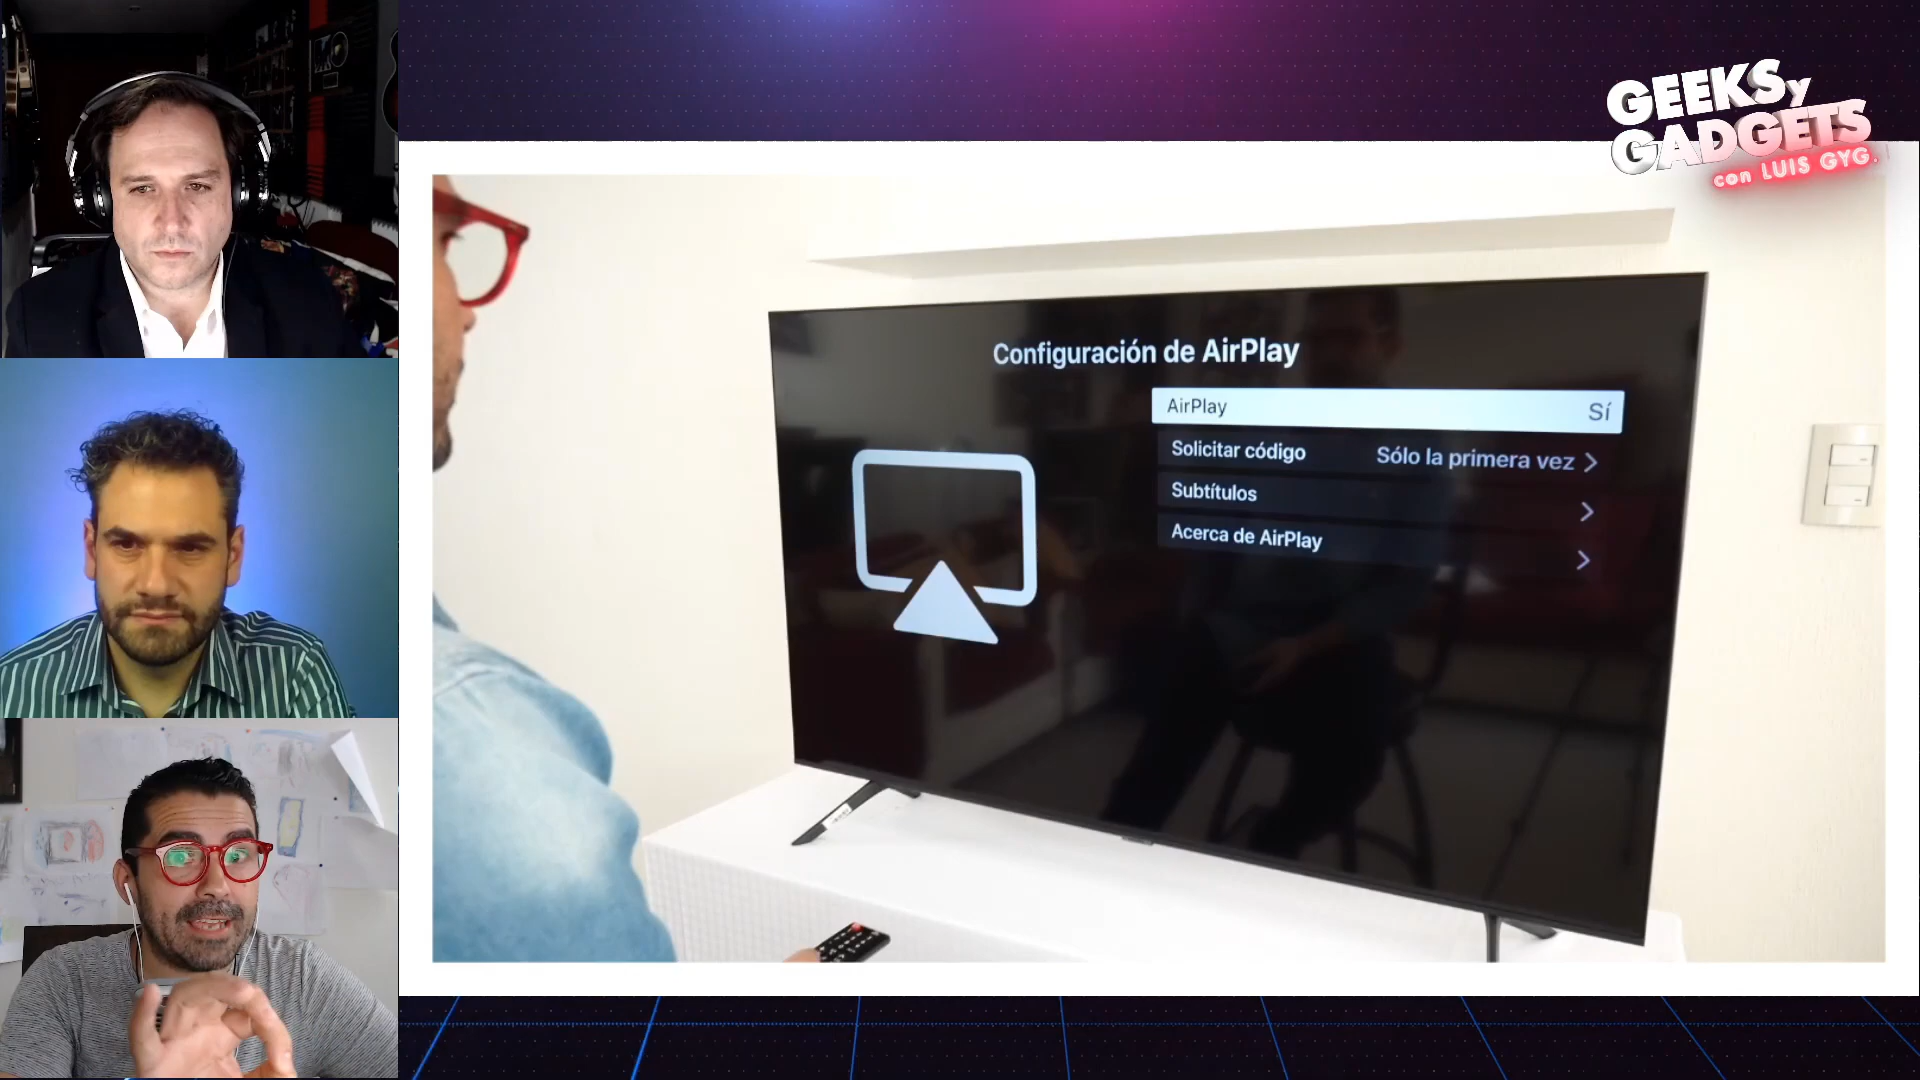 GEEKS y
GADGETS
con LUIS GYG.
Configuración de AirPlay
AirPlay Sí
Solicitar código Sólo la primera vez
Subtítulos
Acerca de AirPlay